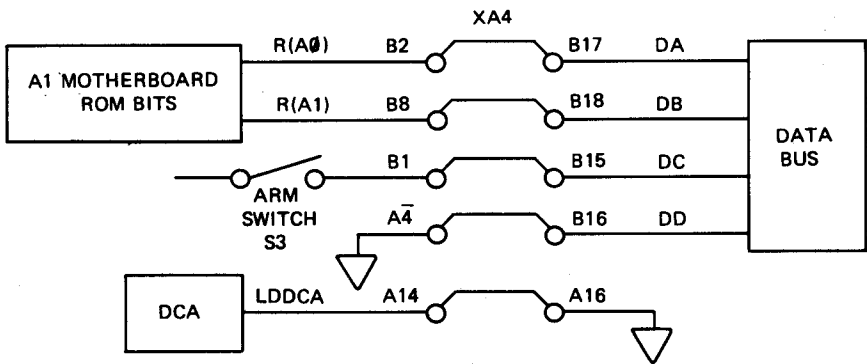 XA4
R(A0) B2 B17 DA
A1 MOTHERBOARD
ROM BITS
R(A1) B8 B18 DB
DATA
BUS
B1 B15 DC
ARM
SWITCH
S3
A4̅ B16 DD
DCA
LDDCA A14 A16